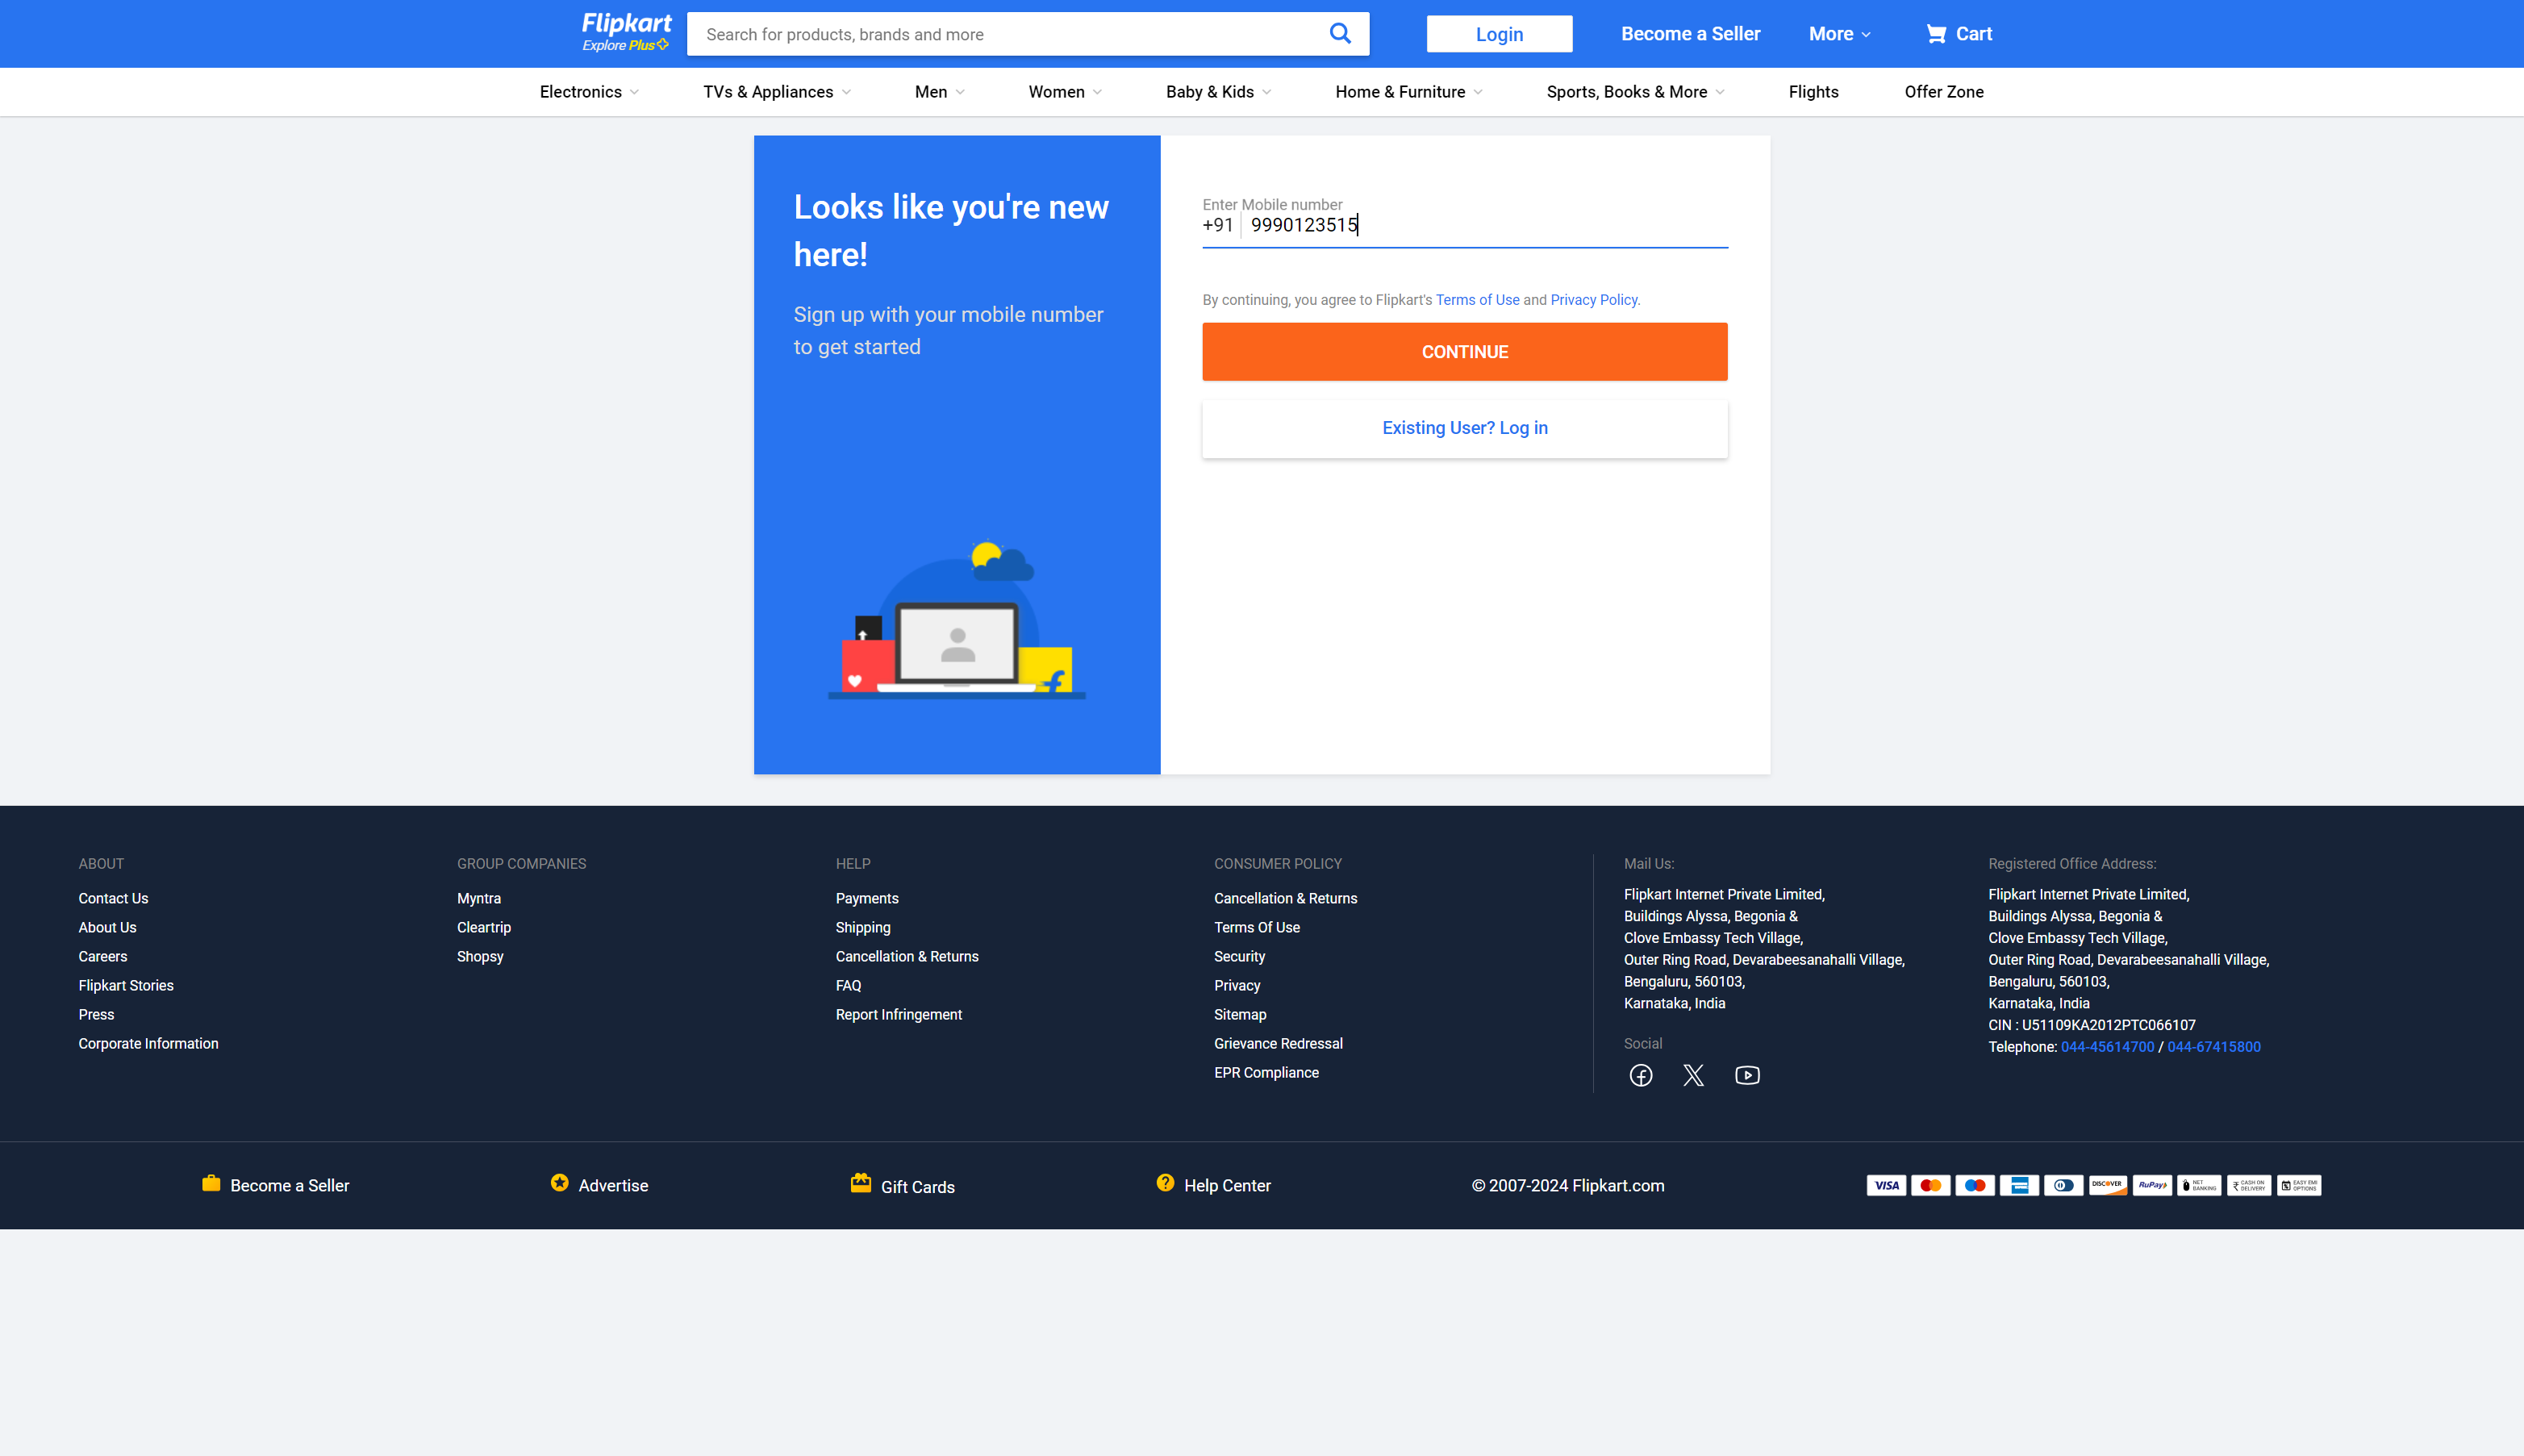 Flipkart
Explore Plus
Search for products, brands and more
Login
Become a Seller
More
Cart
Electronics
TVs & Appliances
Men
Women
Baby & Kids
Home & Furniture
Sports, Books & More
Flights
Offer Zone
Looks like you're new
here!
Sign up with your mobile number
to get started
Enter Mobile number
+91 9990123515
By continuing, you agree to Flipkart's Terms of Use and Privacy Policy.
CONTINUE
Existing User? Log in
ABOUT
Contact Us
About Us
Careers
Flipkart Stories
Press
Corporate Information
GROUP COMPANIES
Myntra
Cleartrip
Shopsy
HELP
Payments
Shipping
Cancellation & Returns
FAQ
Report Infringement
CONSUMER POLICY
Cancellation & Returns
Terms Of Use
Security
Privacy
Sitemap
Grievance Redressal
EPR Compliance
Mail Us:
Flipkart Internet Private Limited,
Buildings Alyssa, Begonia &
Clove Embassy Tech Village,
Outer Ring Road, Devarabeesanahalli Village,
Bengaluru, 560103,
Karnataka, India
Social
Registered Office Address:
Flipkart Internet Private Limited,
Buildings Alyssa, Begonia &
Clove Embassy Tech Village,
Outer Ring Road, Devarabeesanahalli Village,
Bengaluru, 560103,
Karnataka, India
CIN : U51109KA2012PTC066107
Telephone: 044-45614700 / 044-67415800
Become a Seller
Advertise
Gift Cards
Help Center
© 2007-2024 Flipkart.com
VISA
DISCOVER
RuPay
NET
BANKING
CASH ON
DELIVERY
EASY EMI
OPTIONS